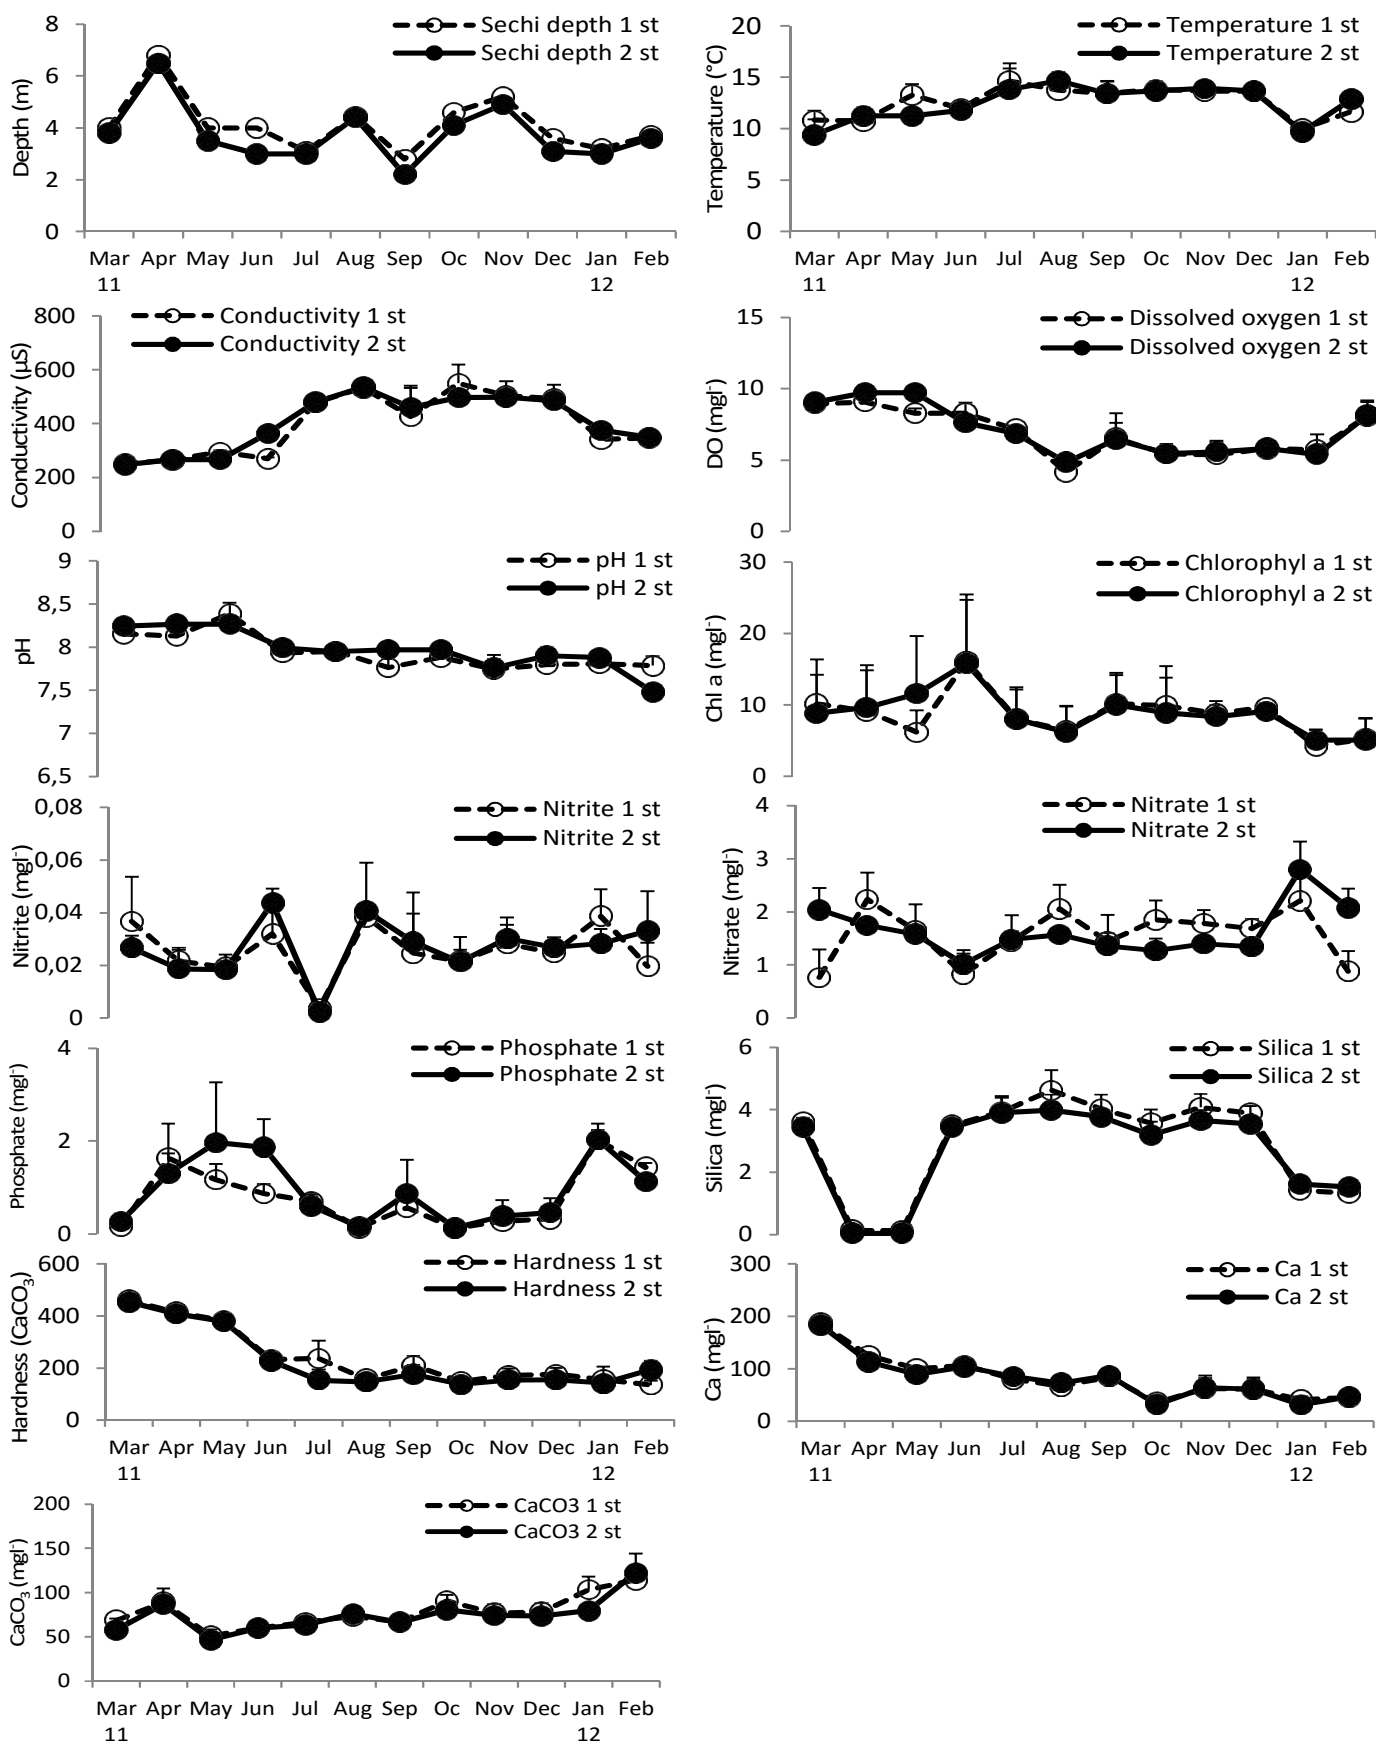 Sechi depth 1 st
Sechi depth 2 st
Depth (m)
8
6
4
2
0
Mar Apr May Jun Jul Aug Sep Oc Nov Dec Jan Feb
11 12
Temperature 1 st
Temperature 2 st
Temperature (°C)
20
15
10
5
0
Mar Apr May Jun Jul Aug Sep Oc Nov Dec Jan Feb
11 12
Conductivity 1 st
Conductivity 2 st
Conductivity (µS)
800
600
400
200
0
Dissolved oxygen 1 st
Dissolved oxygen 2 st
DO (mgl⁻)
15
10
5
0
pH 1 st
pH 2 st
pH
9
8,5
8
7,5
7
6,5
Chlorophyl a 1 st
Chlorophyl a 2 st
Chl a (mgl⁻)
30
20
10
0
Nitrite 1 st
Nitrite 2 st
Nitrite (mgl⁻)
0,08
0,06
0,04
0,02
0
Nitrate 1 st
Nitrate 2 st
Nitrate (mgl⁻)
4
3
2
1
0
Phosphate 1 st
Phosphate 2 st
Phosphate (mgl⁻)
4
2
0
Silica 1 st
Silica 2 st
Silica (mgl⁻)
6
4
2
0
Hardness 1 st
Hardness 2 st
Hardness (CaCO₃)
600
400
200
0
Mar Apr May Jun Jul Aug Sep Oc Nov Dec Jan Feb
11 12
Ca 1 st
Ca 2 st
Ca (mgl⁻)
300
200
100
0
Mar Apr May Jun Jul Aug Sep Oc Nov Dec Jan Feb
11 12
CaCO3 1 st
CaCO3 2 st
CaCO₃ (mgl⁻)
200
150
100
50
0
Mar Apr May Jun Jul Aug Sep Oc Nov Dec Jan Feb
11 12